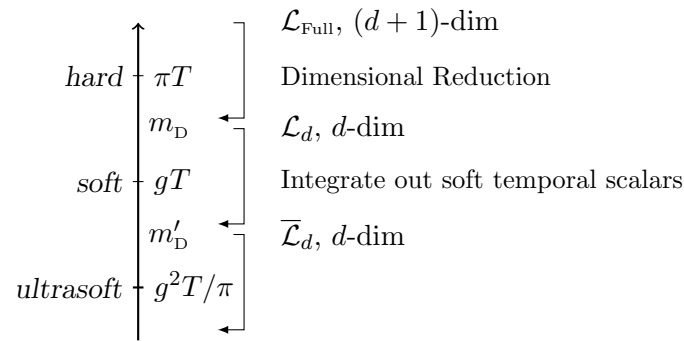 ℒ_Full, (d + 1)-dim
hard πT Dimensional Reduction
m_D ℒ_d, d-dim
soft gT Integrate out soft temporal scalars
m′_D ℒ̅_d, d-dim
ultrasoft g²T/π